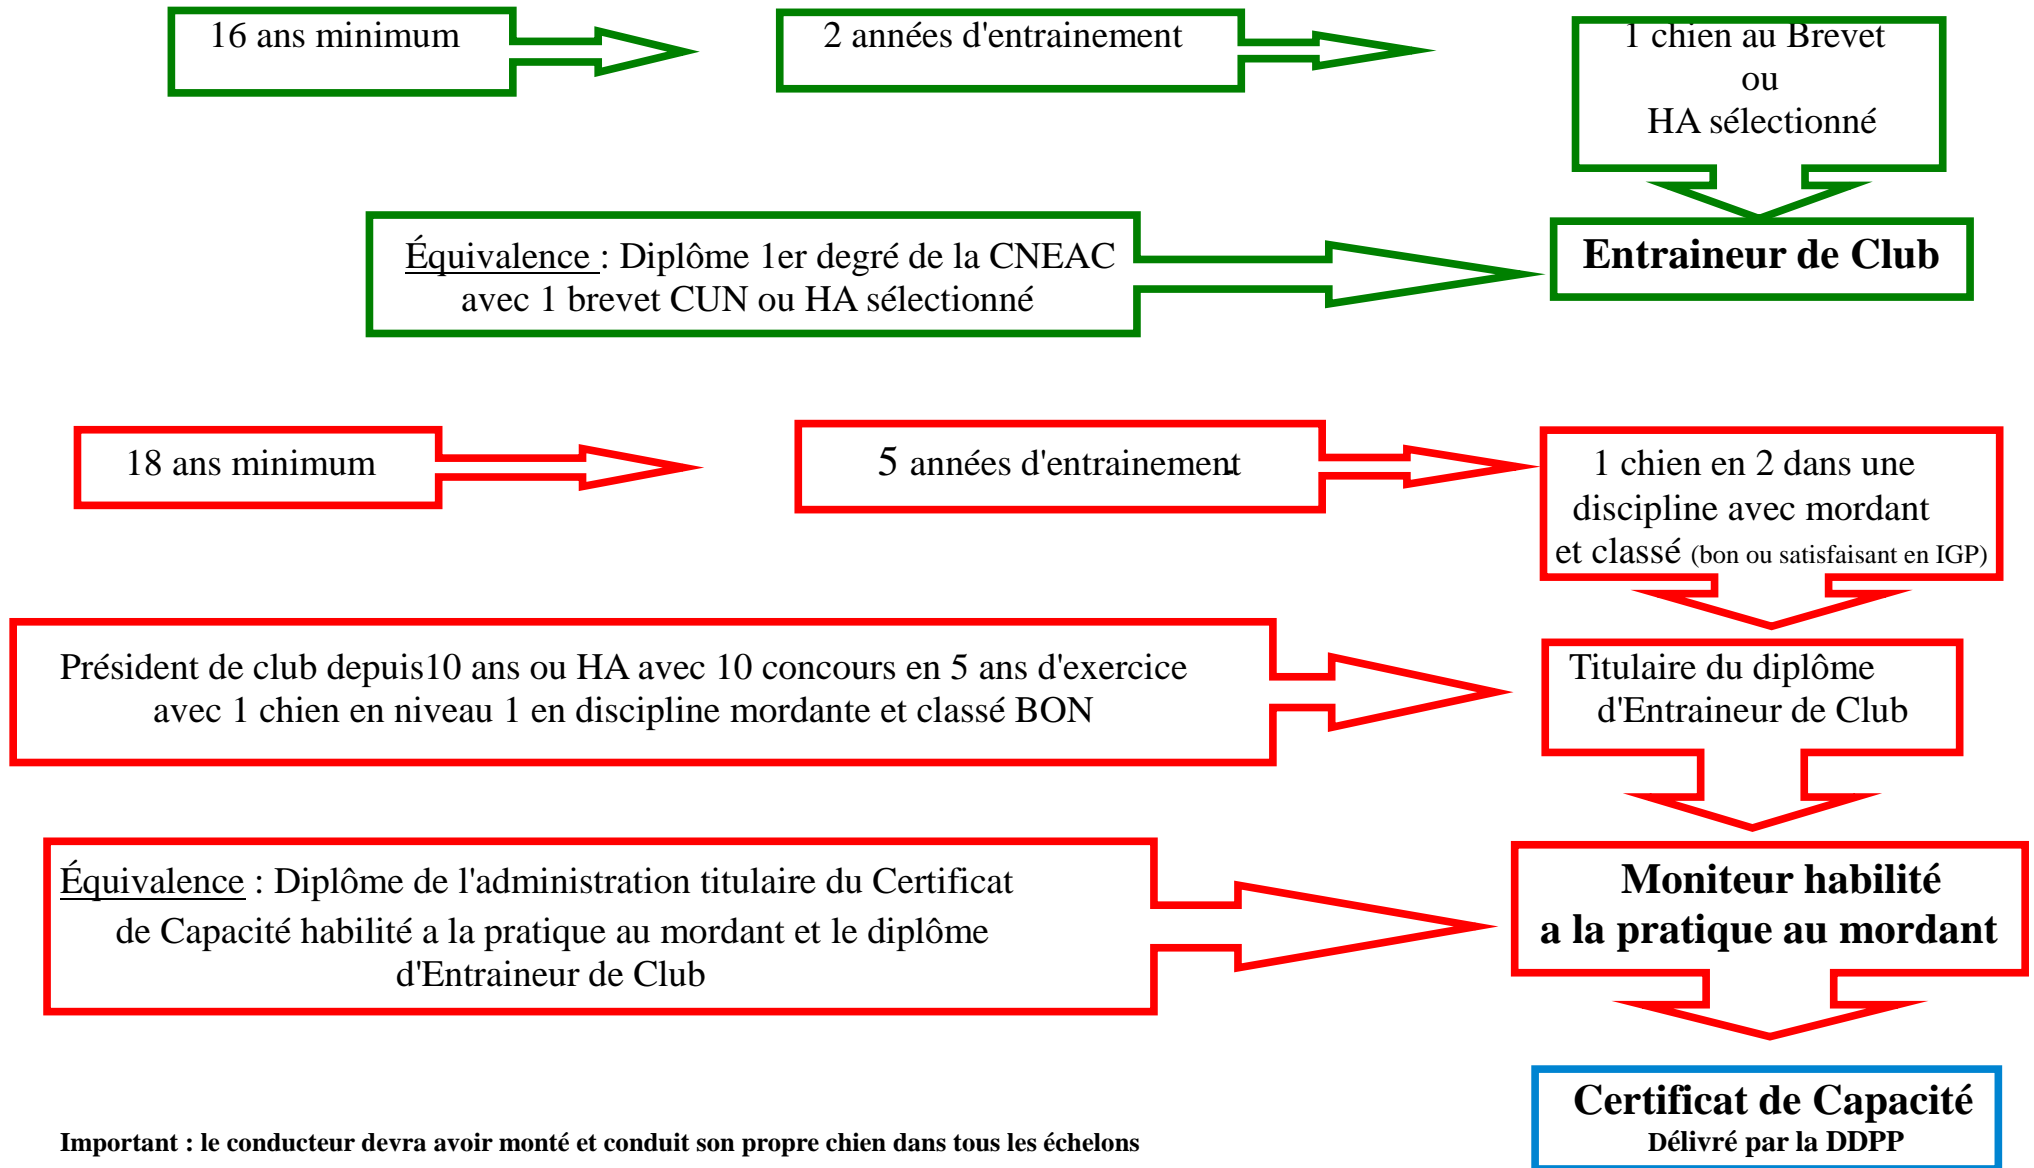 16 ans minimum
2 années d'entrainement
1 chien au Brevet
ou
HA sélectionné
Équivalence : Diplôme 1er degré de la CNEAC
avec 1 brevet CUN ou HA sélectionné
Entraineur de Club
18 ans minimum
5 années d'entrainement
1 chien en 2 dans une
discipline avec mordant
et classé (bon ou satisfaisant en IGP)
Président de club depuis10 ans ou HA avec 10 concours en 5 ans d'exercice
avec 1 chien en niveau 1 en discipline mordante et classé BON
Titulaire du diplôme
d'Entraineur de Club
Équivalence : Diplôme de l'administration titulaire du Certificat
de Capacité habilité a la pratique au mordant et le diplôme
d'Entraineur de Club
Moniteur habilité
a la pratique au mordant
Certificat de Capacité
Délivré par la DDPP
Important : le conducteur devra avoir monté et conduit son propre chien dans tous les échelons